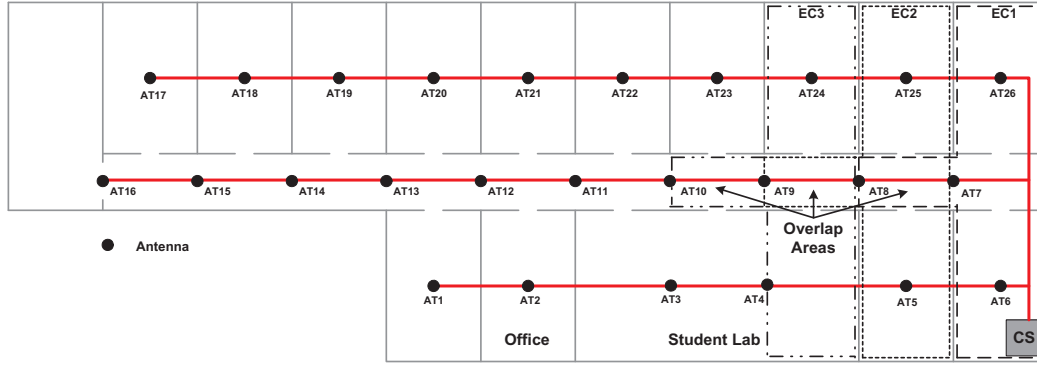 EC3 EC2 EC1
AT17 AT18 AT19 AT20 AT21 AT22 AT23 AT24 AT25 AT26
AT16 AT15 AT14 AT13 AT12 AT11 AT10 AT9 AT8 AT7
Overlap
Areas
Antenna
AT1 AT2 AT3 AT4 AT5 AT6
Office Student Lab CS